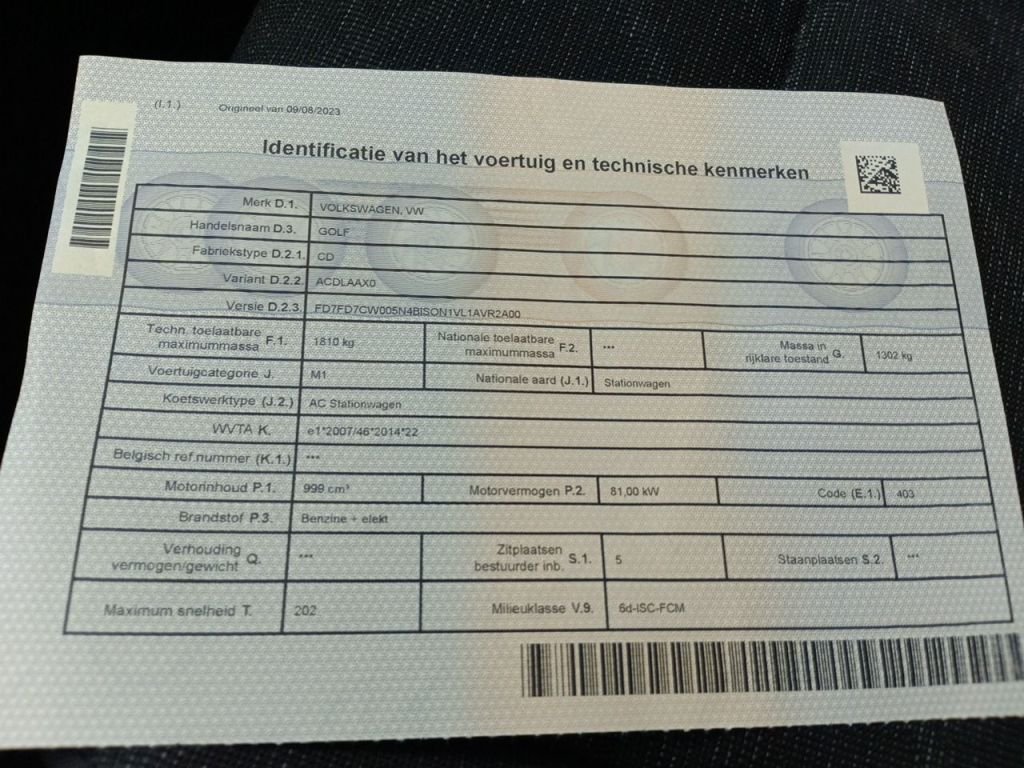 (I.1.) Origineel van 09/08/2023
Identificatie van het voertuig en technische kenmerken
Merk D.1. VOLKSWAGEN, VW
Handelsnaam D.3. GOLF
Fabriekstype D.2.1. CD
Variant D.2.2. ACDLAAX0
Versie D.2.3. FD7FD7CW005N4BISON1VL1AVR2A00
Techn. toelaatbare maximummassa F.1. 1810 kg Nationale toelaatbare maximummassa F.2. *** Massa in rijklare toestand G. 1302 kg
Voertuigcategorie J. M1 Nationale aard (J.1.) Stationwagen
Koetswerktype (J.2.) AC Stationwagen
WVTA K. e1*2007/46*2014*22
Belgisch ref.nummer (K.1.) ***
Motorinhoud P.1. 999 cm³ Motorvermogen P.2. 81,00 kW Code (E.1.) 403
Brandstof P.3. Benzine + elekt
Verhouding vermogen/gewicht Q. *** Zitplaatsen bestuurder inb. S.1. 5 Staanplaatsen S.2. ***
Maximum snelheid T. 202 Milieuklasse V.9. 6d-ISC-FCM